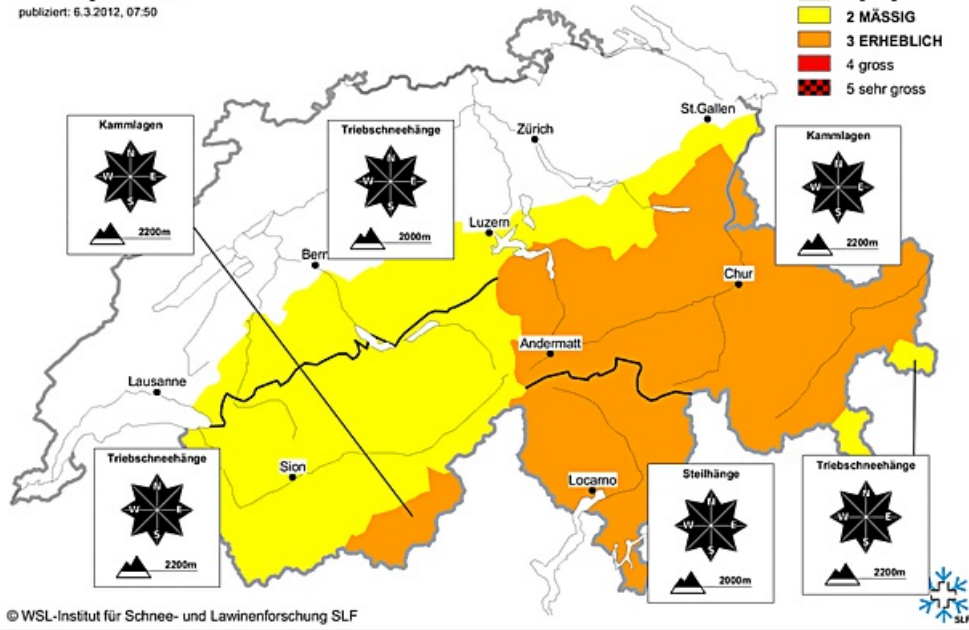 publiziert: 6.3.2012, 07:50
2 MÄSSIG
3 ERHEBLICH
4 gross
5 sehr gross
St.Gallen
Kammlagen
N
W E
S
2200m
Triebschneehänge
N
W E
S
2000m
Zürich
Kammlagen
N
W E
S
2200m
Luzern
Bern
Chur
Andermatt
Lausanne
Sion
Locarno
Triebschneehänge
N
W E
S
2200m
Steilhänge
N
W E
S
2000m
Triebschneehänge
N
W E
S
2200m
© WSL-Institut für Schnee- und Lawinenforschung SLF
SLF